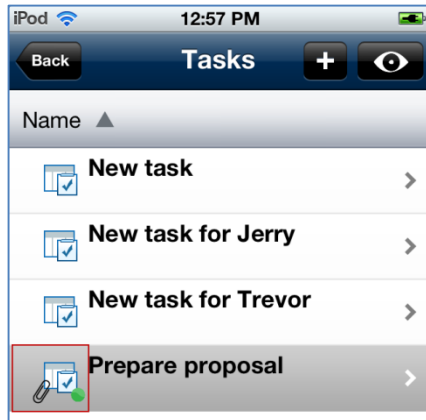 iPod 12:57 PM
Back Tasks +
Name ▲
New task
New task for Jerry
New task for Trevor
Prepare proposal